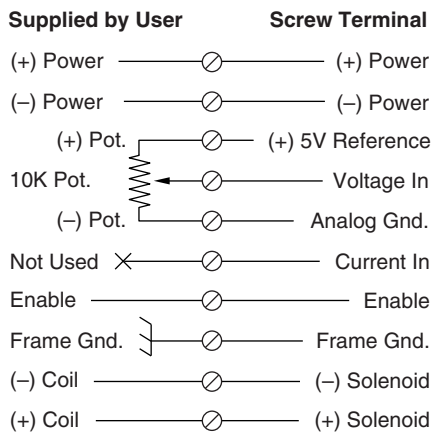 Supplied by User Screw Terminal
(+) Power (+) Power
(–) Power (–) Power
(+) Pot. (+) 5V Reference
10K Pot. Voltage In
(–) Pot. Analog Gnd.
Not Used Current In
Enable Enable
Frame Gnd. Frame Gnd.
(–) Coil (–) Solenoid
(+) Coil (+) Solenoid